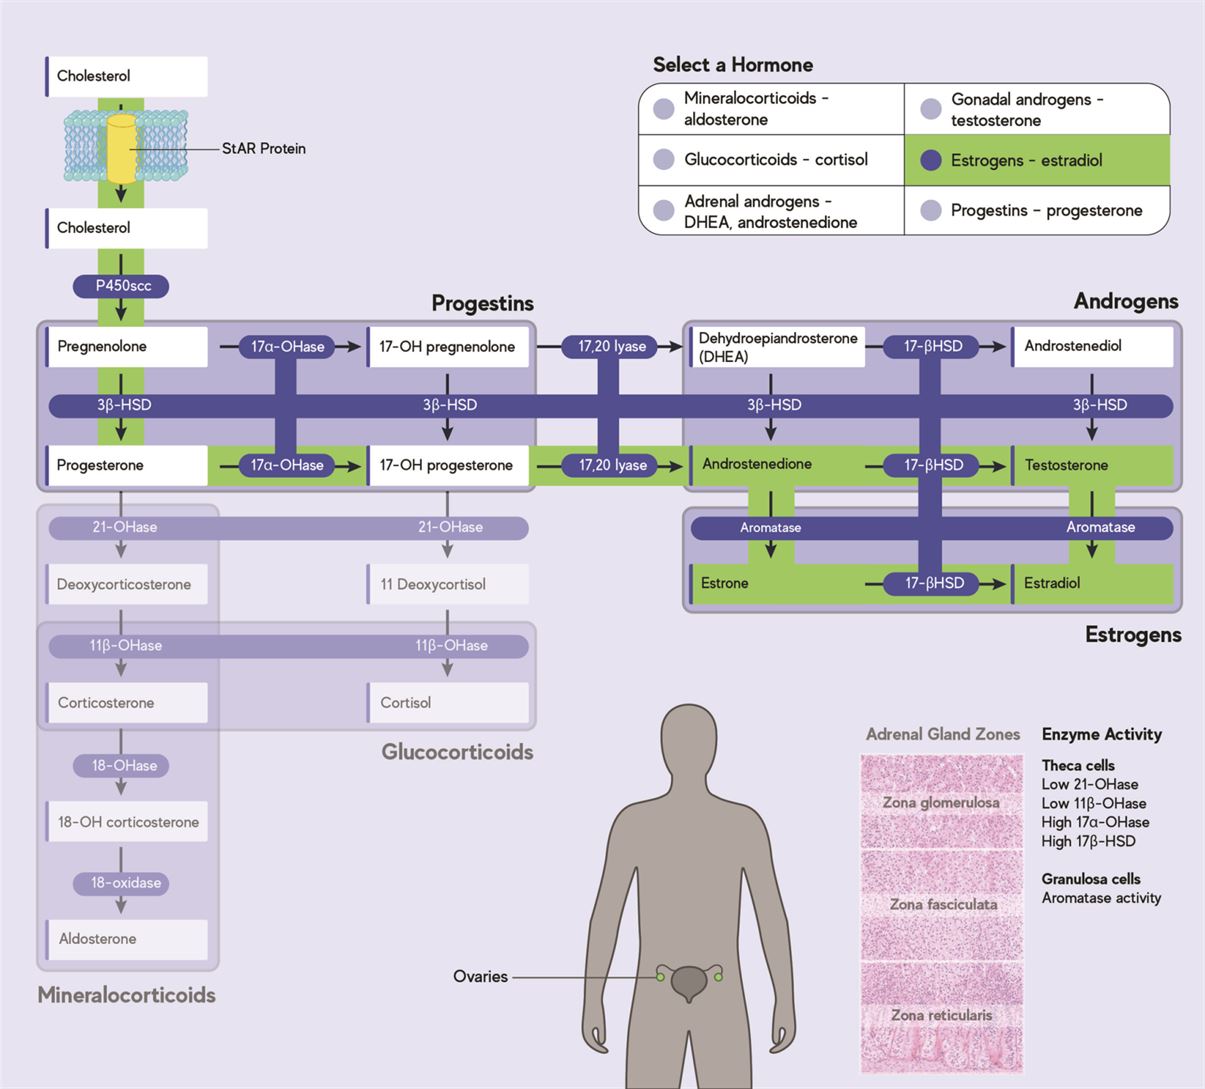 Select a Hormone
Mineralocorticoids –
aldosterone
Gonadal androgens –
testosterone
Glucocorticoids – cortisol
Estrogens – estradiol
Adrenal androgens –
DHEA, androstenedione
Progestins – progesterone
Cholesterol
StAR Protein
Cholesterol
P450scc
Progestins
Androgens
Pregnenolone
17α-OHase
17-OH pregnenolone
17,20 lyase
Dehydroepiandrosterone
(DHEA)
17-βHSD
Androstenediol
3β-HSD
3β-HSD
3β-HSD
3β-HSD
Progesterone
17α-OHase
17-OH progesterone
17,20 lyase
Androstenedione
17-βHSD
Testosterone
21-OHase
21-OHase
Aromatase
Aromatase
Deoxycorticosterone
11 Deoxycortisol
Estrone
17-βHSD
Estradiol
Estrogens
11β-OHase
11β-OHase
Corticosterone
Cortisol
Glucocorticoids
18-OHase
18-OH corticosterone
18-oxidase
Aldosterone
Mineralocorticoids
Ovaries
Adrenal Gland Zones
Zona glomerulosa
Zona fasciculata
Zona reticularis
Enzyme Activity
Theca cells
Low 21-OHase
Low 11β-OHase
High 17α-OHase
High 17β-HSD
Granulosa cells
Aromatase activity